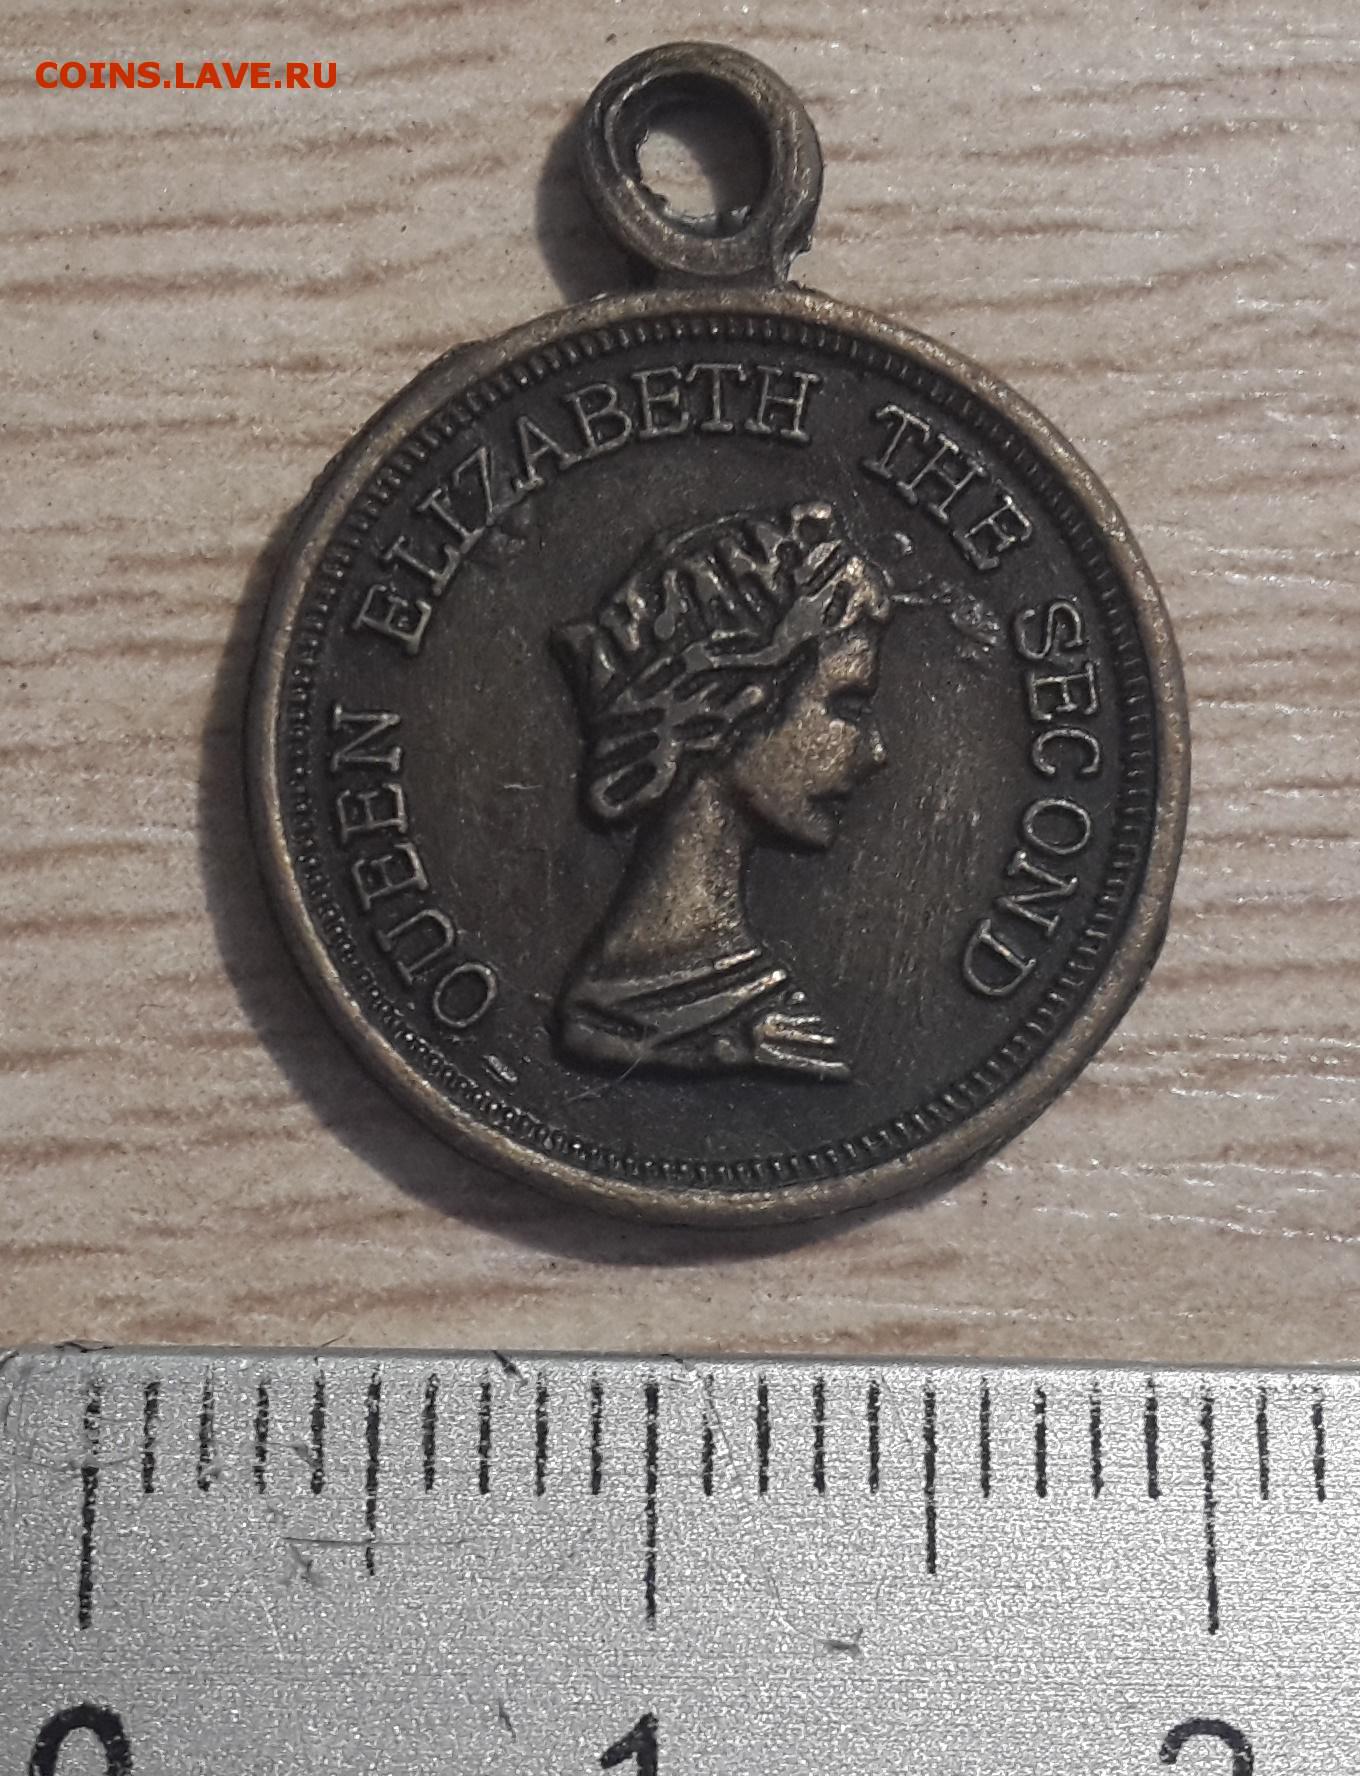 COINS.LAVE.RU
QUEEN ELIZABETH THE SECOND
0 1 2